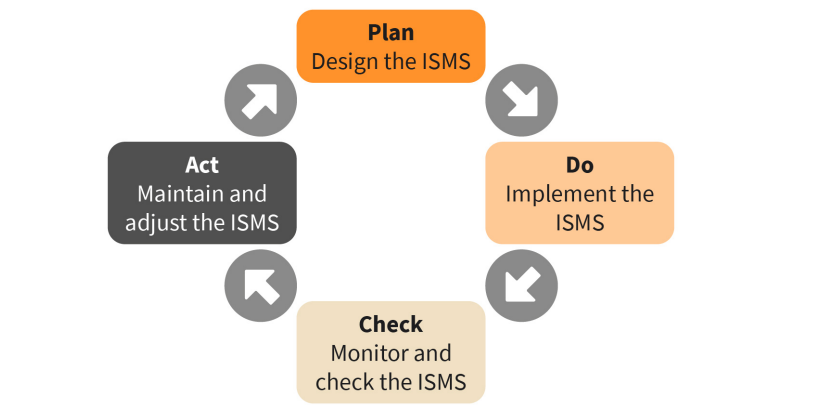 Plan
Design the ISMS
Act
Maintain and
adjust the ISMS
Do
Implement the
ISMS
Check
Monitor and
check the ISMS